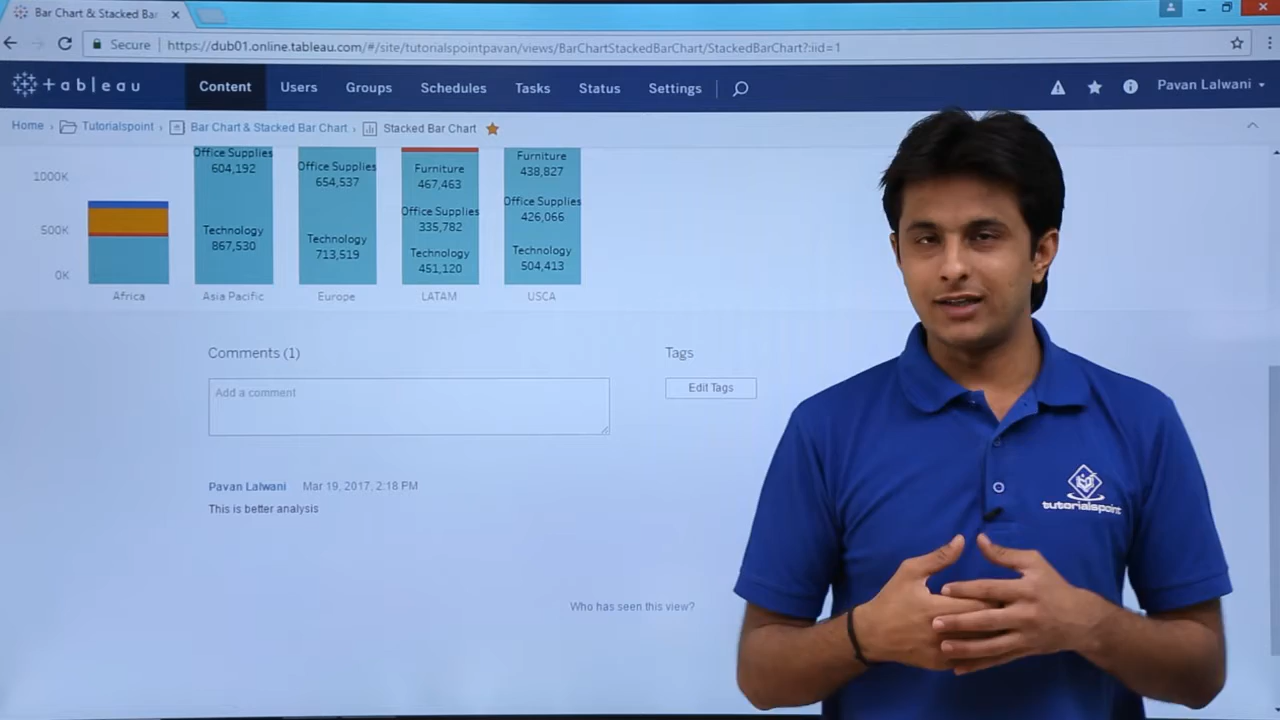 Bar Chart & Stacked Ba
Secure
https://dub01.online.tableau.com/#/site/tutorialspointpavan/views/BarChartStackedBarChart/StackedBarChart?:iid=1
+ableau
Content
Users
Groups
Schedules
Tasks
Status
Settings
Pavan Lalwani
Home › Tutorialspoint › Bar Chart & Stacked Bar Chart › Stacked Bar Chart
1000K
500K
0K
Office Supplies
604,192
Technology
867,530
Office Supplies
654,537
Technology
713,519
Furniture
467,463
Office Supplies
335,782
Technology
451,120
Furniture
438,827
Office Supplies
426,066
Technology
504,413
Africa
Asia Pacific
Europe
LATAM
USCA
Comments (1)
Tags
Add a comment
Edit Tags
Pavan Lalwani Mar 19, 2017, 2:18 PM
This is better analysis
Who has seen this view?
tutorialspoint